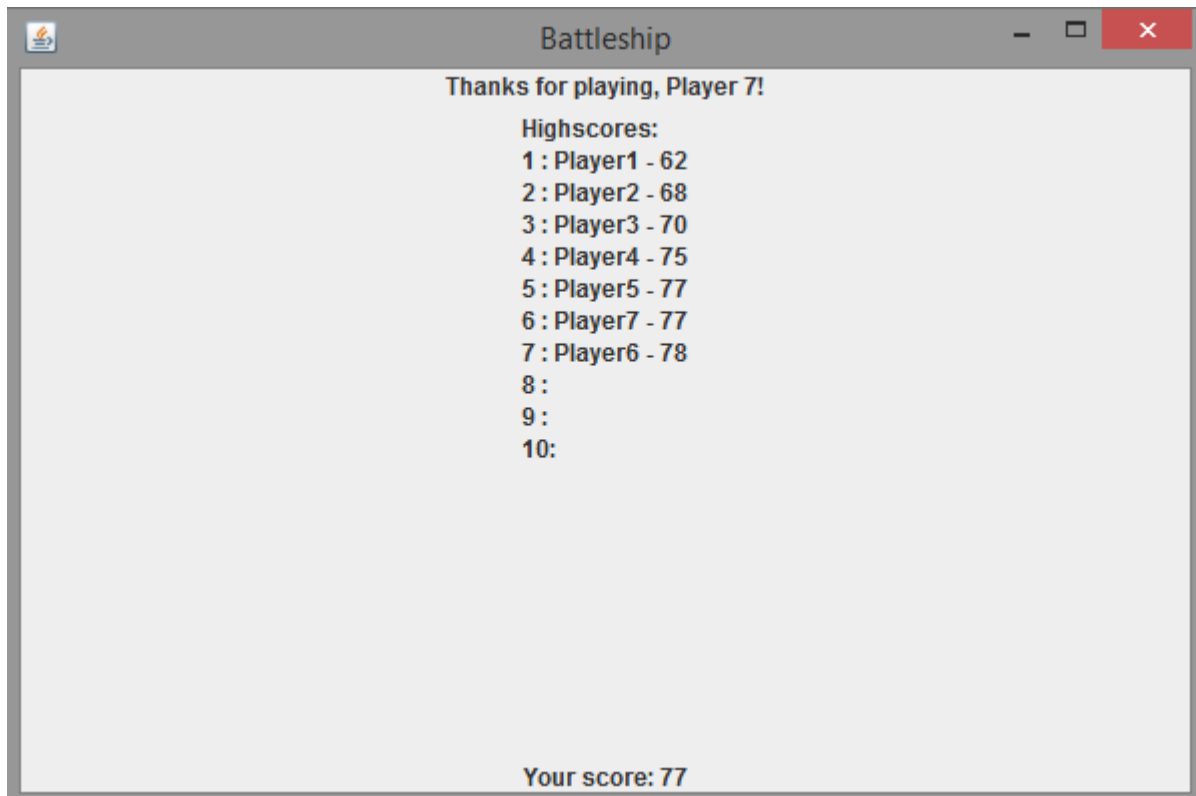 Battleship
Thanks for playing, Player 7!
Highscores:
1 : Player1 - 62
2 : Player2 - 68
3 : Player3 - 70
4 : Player4 - 75
5 : Player5 - 77
6 : Player7 - 77
7 : Player6 - 78
8 :
9 :
10:
Your score: 77